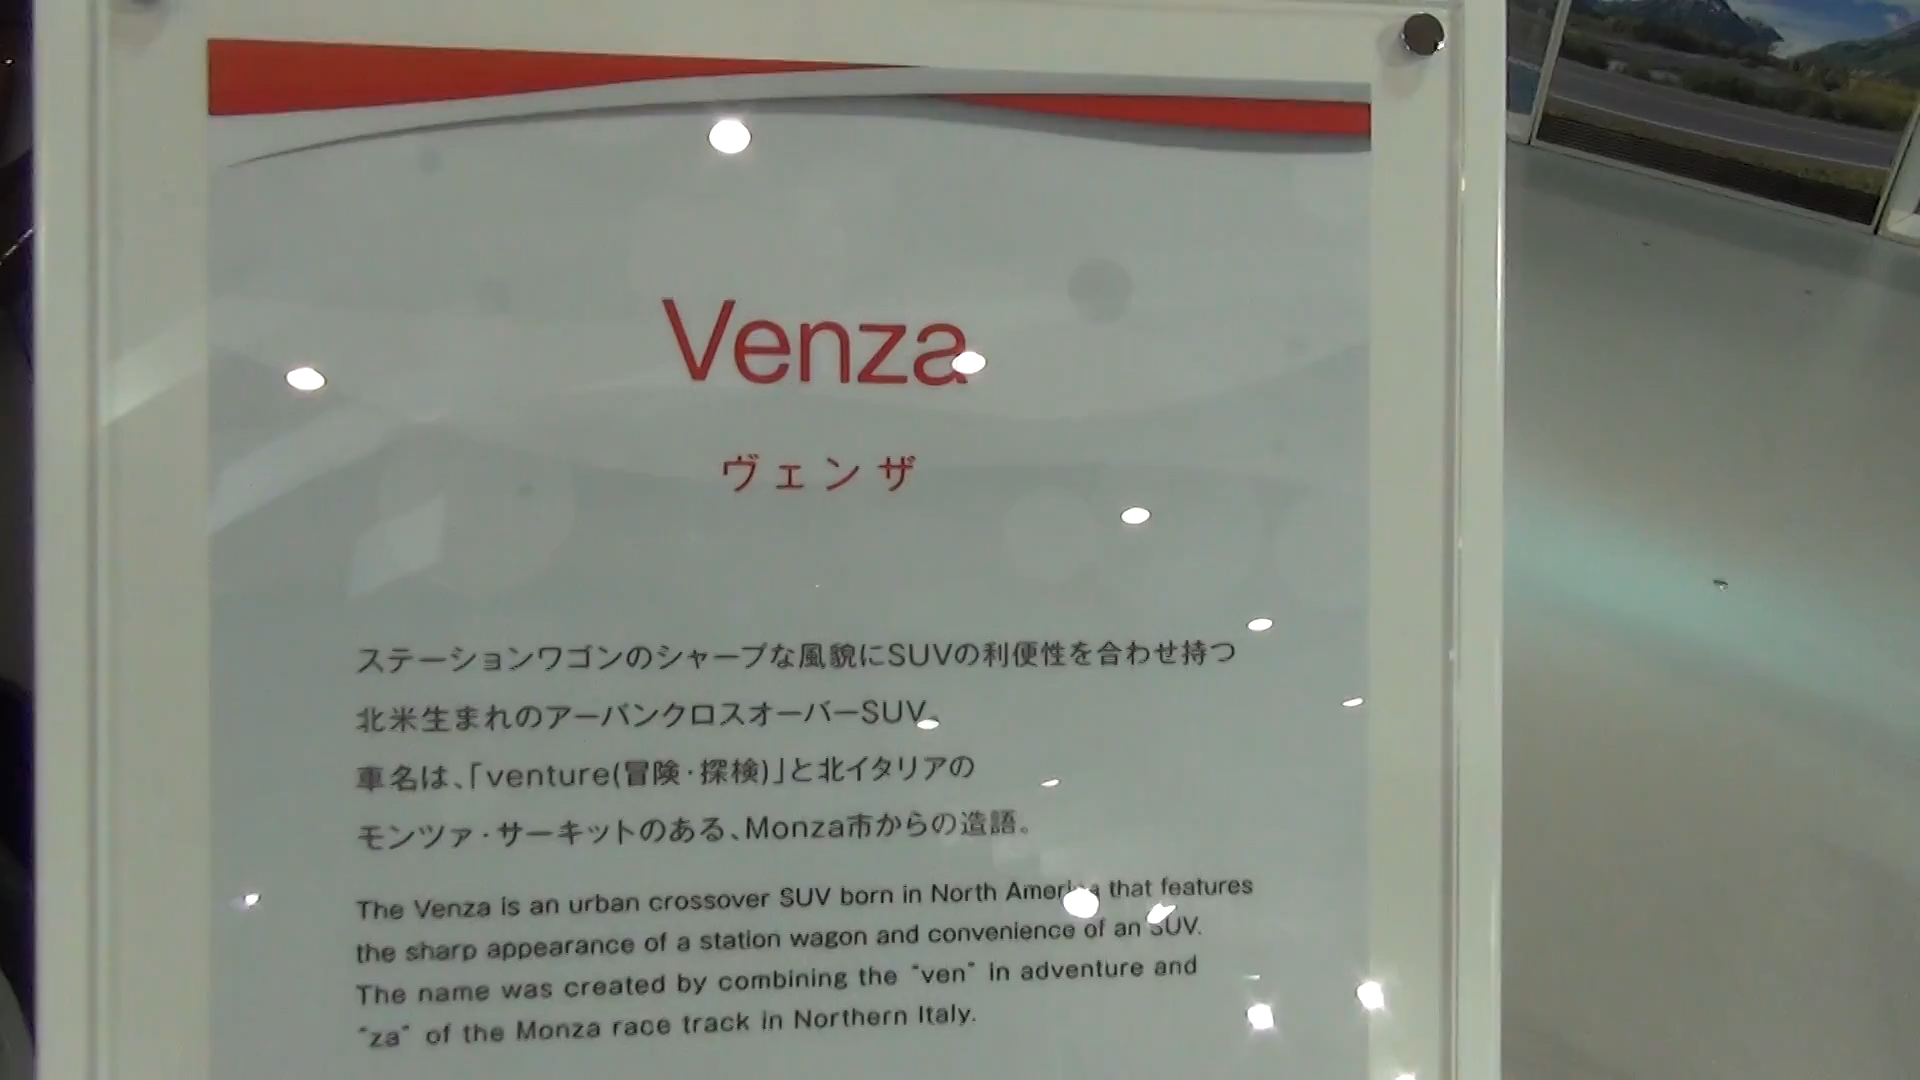 Venza
ヴェンザ
ステーションワゴンのシャープな風貌にSUVの利便性を合わせ持つ
北米生まれのアーバンクロスオーバーSUV。
車名は、「venture(冒険・探検)」と北イタリアの
モンツァ・サーキットのある、Monza市からの造語。
The Venza is an urban crossover SUV born in North America that features
the sharp appearance of a station wagon and convenience of an SUV.
The name was created by combining the "ven" in adventure and
"za" of the Monza race track in Northern Italy.